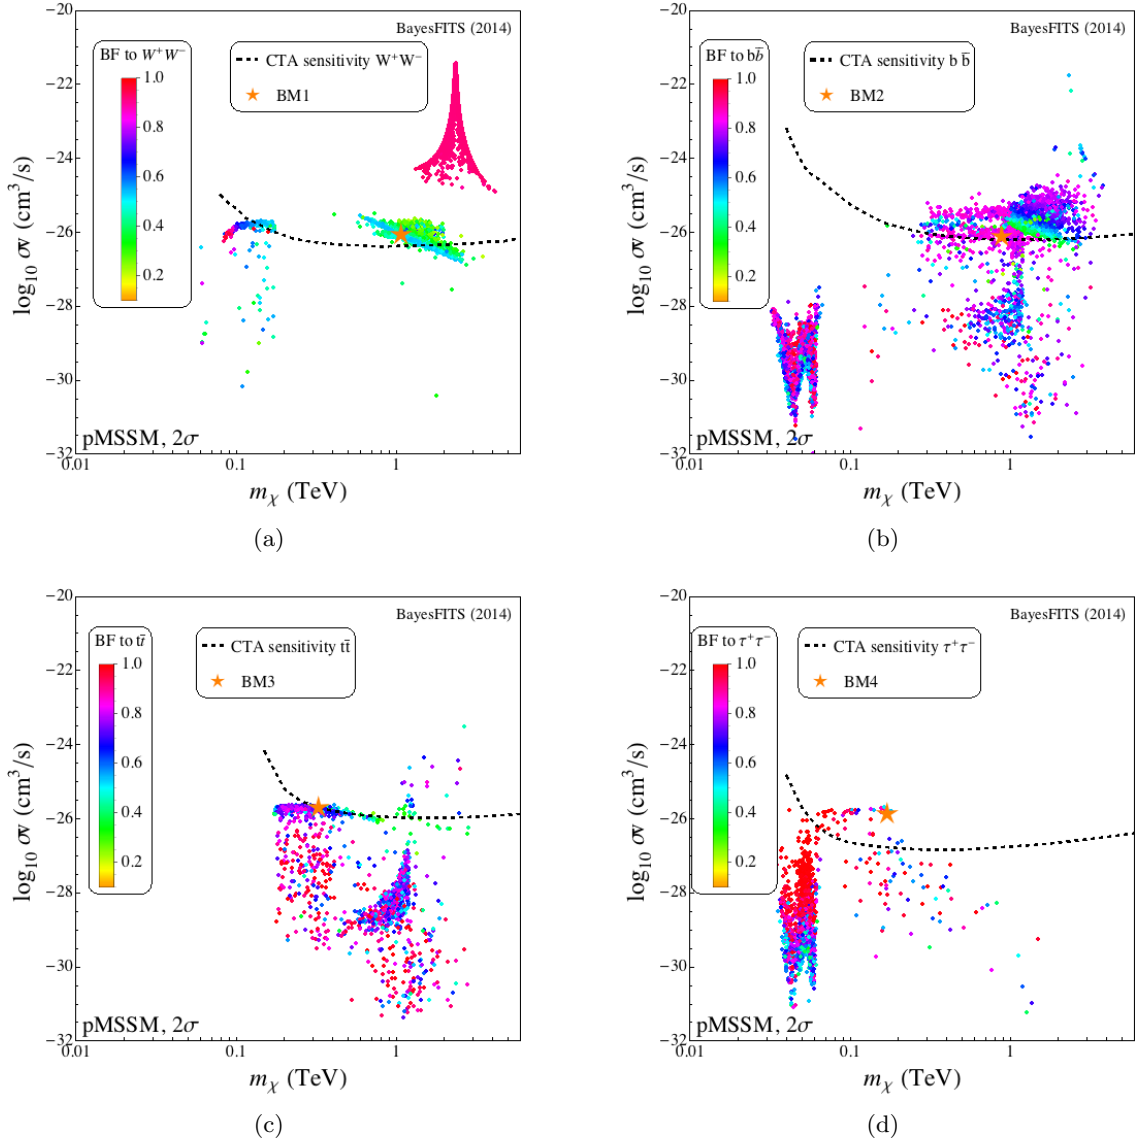 −20
−22
−24
−26
−28
−30
−32
0.01
0.1
1
log₁₀ σv (cm³/s)
mχ (TeV)
BayesFITS (2014)
BF to W⁺W⁻
1.0
0.8
0.6
0.4
0.2
CTA sensitivity W⁺W⁻
BM1
pMSSM, 2σ
(a)
−20
−22
−24
−26
−28
−30
−32
0.01
0.1
1
log₁₀ σv (cm³/s)
mχ (TeV)
BayesFITS (2014)
BF to bb̄
1.0
0.8
0.6
0.4
0.2
CTA sensitivity b b̄
BM2
pMSSM, 2σ
(b)
−20
−22
−24
−26
−28
−30
−32
0.01
0.1
1
log₁₀ σv (cm³/s)
mχ (TeV)
BayesFITS (2014)
BF to tt̄
1.0
0.8
0.6
0.4
0.2
CTA sensitivity tt̄
BM3
pMSSM, 2σ
(c)
−20
−22
−24
−26
−28
−30
−32
0.01
0.1
1
log₁₀ σv (cm³/s)
mχ (TeV)
BayesFITS (2014)
BF to τ⁺τ⁻
1.0
0.8
0.6
0.4
0.2
CTA sensitivity τ⁺τ⁻
BM4
pMSSM, 2σ
(d)